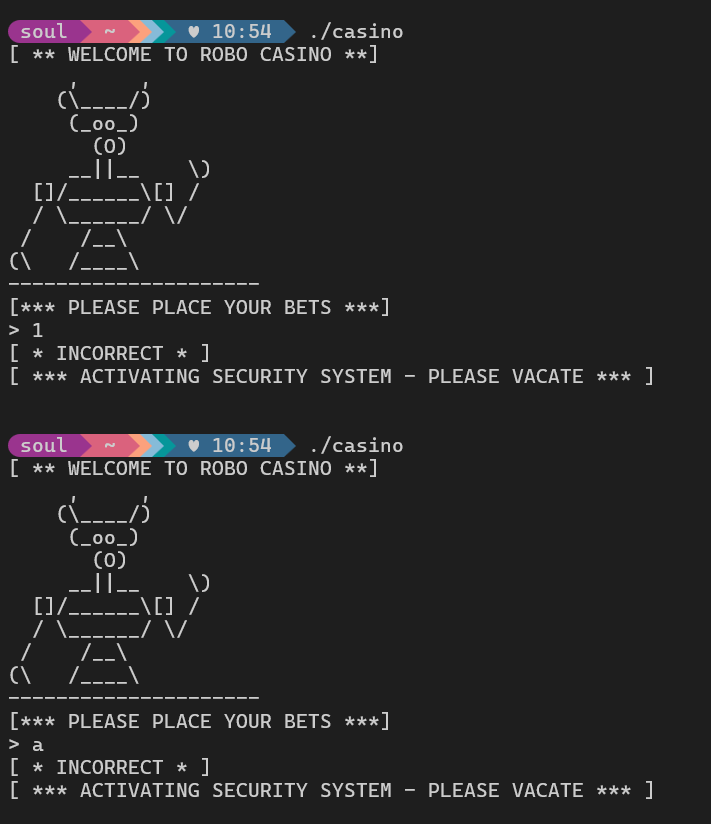 soul ~ ♥ 10:54 ./casino
[ ** WELCOME TO ROBO CASINO **]
     ,     ,
    (\____/)
     (_oo_)
       (O)
     __||__    \)
  []/______\[] /
  / \______/ \/
 /    /__\
(\   /____\
---------------------
[*** PLEASE PLACE YOUR BETS ***]
> 1
[ * INCORRECT * ]
[ *** ACTIVATING SECURITY SYSTEM - PLEASE VACATE *** ]
soul ~ ♥ 10:54 ./casino
[ ** WELCOME TO ROBO CASINO **]
     ,     ,
    (\____/)
     (_oo_)
       (O)
     __||__    \)
  []/______\[] /
  / \______/ \/
 /    /__\
(\   /____\
---------------------
[*** PLEASE PLACE YOUR BETS ***]
> a
[ * INCORRECT * ]
[ *** ACTIVATING SECURITY SYSTEM - PLEASE VACATE *** ]